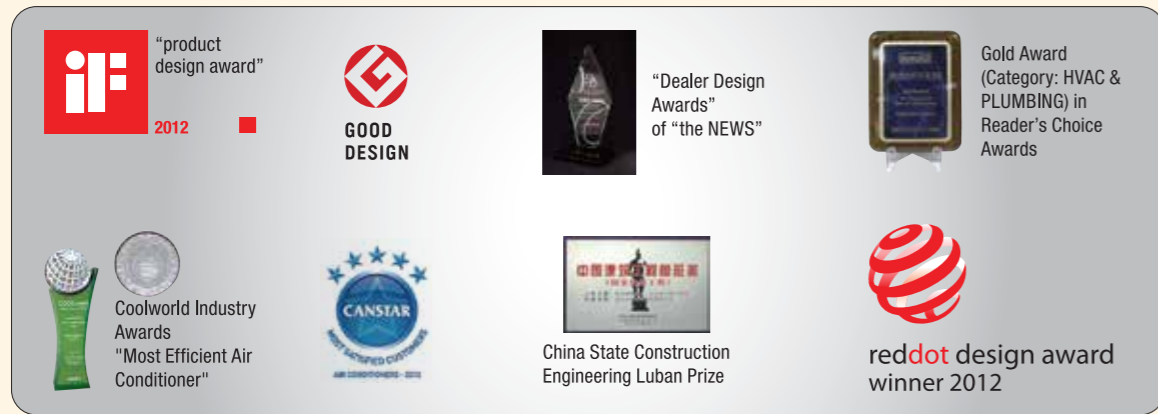 iF
“product
design award”
2012
GOOD
DESIGN
“Dealer Design
Awards”
of “the NEWS”
Gold Award
(Category: HVAC &
PLUMBING) in
Reader’s Choice
Awards
Coolworld Industry
Awards
"Most Efficient Air
Conditioner"
CANSTAR
MOST SATISFIED CUSTOMERS
China State Construction
Engineering Luban Prize
reddot design award
winner 2012